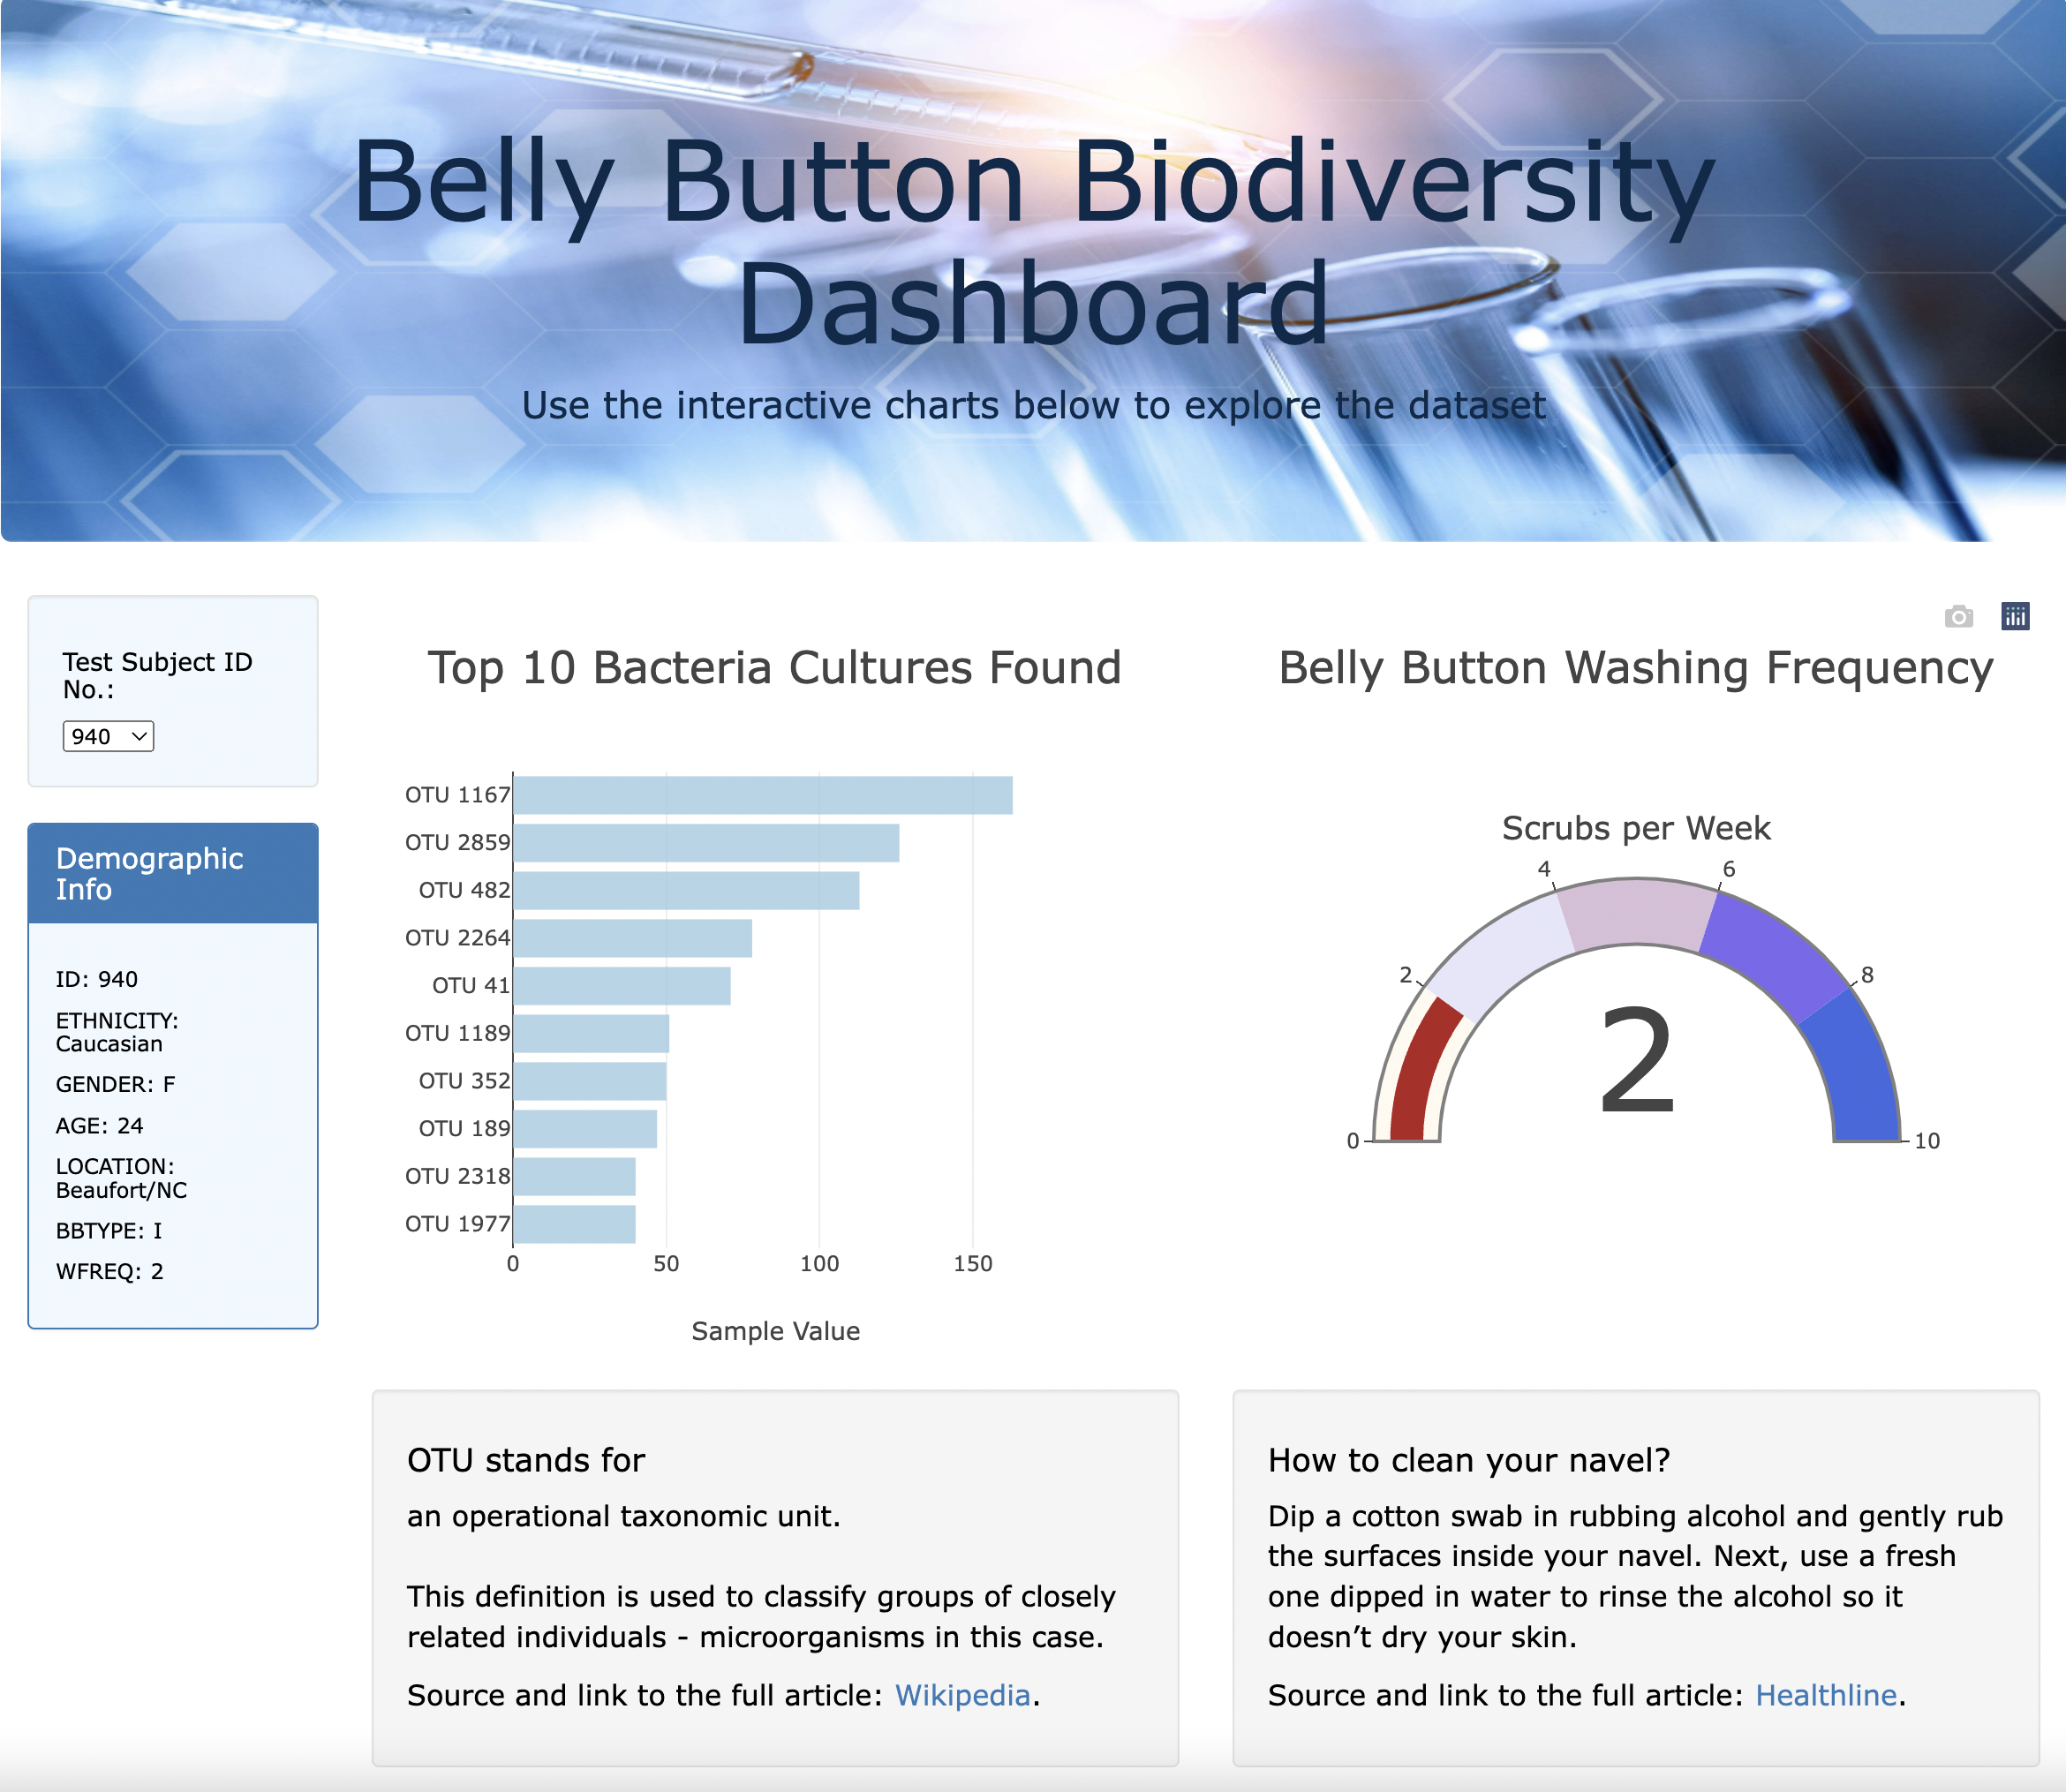 Belly Button Biodiversity
Dashboard
Use the interactive charts below to explore the dataset
Test Subject ID
No.:
940
Demographic
Info
ID: 940
ETHNICITY:
Caucasian
GENDER: F
AGE: 24
LOCATION:
Beaufort/NC
BBTYPE: I
WFREQ: 2
Top 10 Bacteria Cultures Found
OTU 1167
OTU 2859
OTU 482
OTU 2264
OTU 41
OTU 1189
OTU 352
OTU 189
OTU 2318
OTU 1977
0 50 100 150
Sample Value
Belly Button Washing Frequency
Scrubs per Week
4 6
2 8
2
0 10
OTU stands for
an operational taxonomic unit.
This definition is used to classify groups of closely
related individuals - microorganisms in this case.
Source and link to the full article: Wikipedia.
How to clean your navel?
Dip a cotton swab in rubbing alcohol and gently rub
the surfaces inside your navel. Next, use a fresh
one dipped in water to rinse the alcohol so it
doesn’t dry your skin.
Source and link to the full article: Healthline.